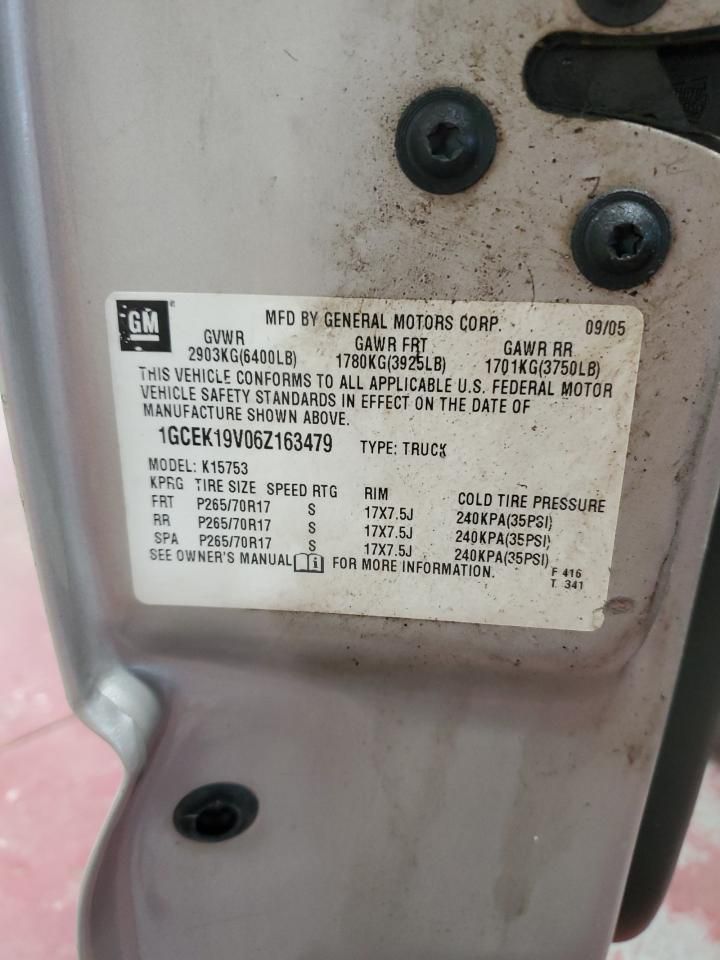 GM
MFD BY GENERAL MOTORS CORP. 09/05
GVWR GAWR FRT GAWR RR
2903KG(6400LB) 1780KG(3925LB) 1701KG(3750LB)
THIS VEHICLE CONFORMS TO ALL APPLICABLE U.S. FEDERAL MOTOR
VEHICLE SAFETY STANDARDS IN EFFECT ON THE DATE OF
MANUFACTURE SHOWN ABOVE.
1GCEK19V06Z163479 TYPE: TRUCK
MODEL: K15753
KPRG TIRE SIZE SPEED RTG RIM COLD TIRE PRESSURE
FRT P265/70R17 S 17X7.5J 240KPA(35PSI)
RR P265/70R17 S 17X7.5J 240KPA(35PSI)
SPA P265/70R17 S 17X7.5J 240KPA(35PSI)
SEE OWNER'S MANUAL FOR MORE INFORMATION.
F 416
T 341